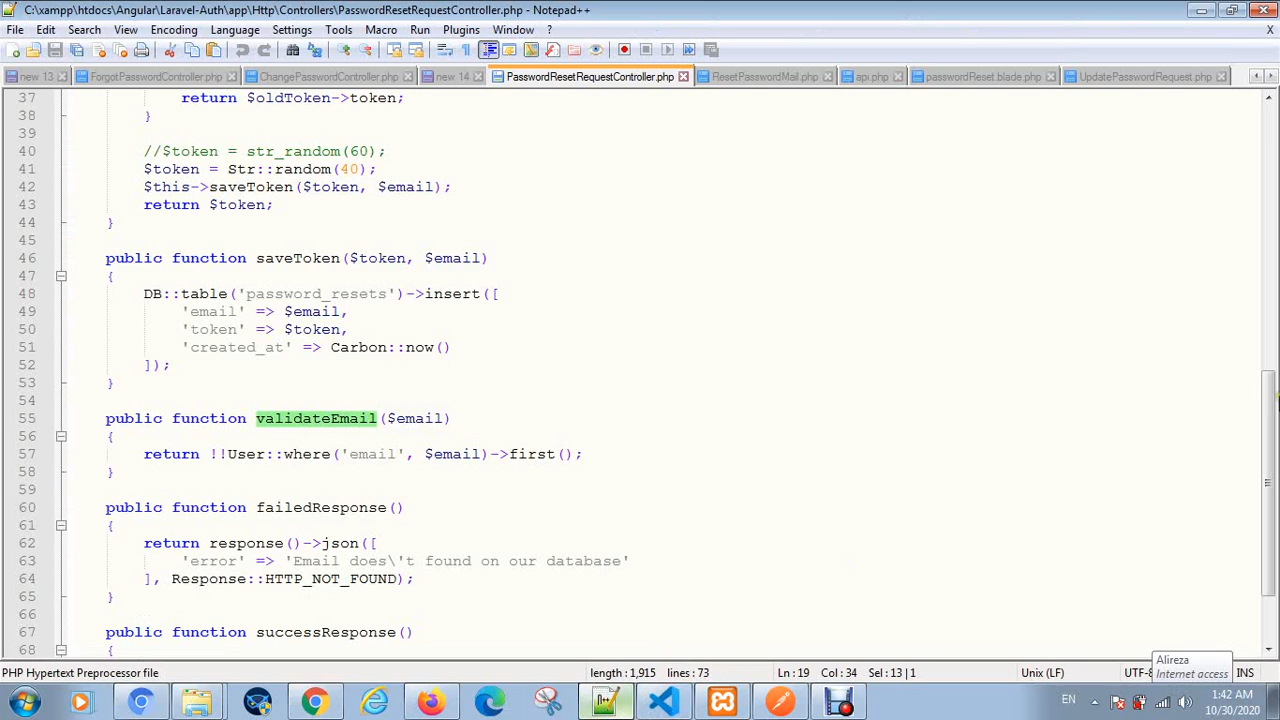 C:\xampp\htdocs\Angular\Laravel-Auth\app\Http\Controllers\PasswordResetRequestController.php - Notepad++
File Edit Search View Encoding Language Settings Tools Macro Run Plugins Window ? X
new 13 ForgotPasswordController.php ChangePasswordController.php new 14 PasswordResetRequestController.php ResetPasswordMail.php api.php passwordReset.blade.php UpdatePasswordRequest.php
37 return $oldToken->token;
38 }
39
40 //$token = str_random(60);
41 $token = Str::random(40);
42 $this->saveToken($token, $email);
43 return $token;
44 }
45
46 public function saveToken($token, $email)
47 {
48 DB::table('password_resets')->insert([
49 'email' => $email,
50 'token' => $token,
51 'created_at' => Carbon::now()
52 ]);
53 }
54
55 public function validateEmail($email)
56 {
57 return !!User::where('email', $email)->first();
58 }
59
60 public function failedResponse()
61 {
62 return response()->json([
63 'error' => 'Email does\'t found on our database'
64 ], Response::HTTP_NOT_FOUND);
65 }
66
67 public function successResponse()
68 {
Alireza
Internet access
PHP Hypertext Preprocessor file length : 1,915 lines : 73 Ln : 19 Col : 34 Sel : 13 | 1 Unix (LF) UTF-8 INS
EN 1:42 AM
10/30/2020